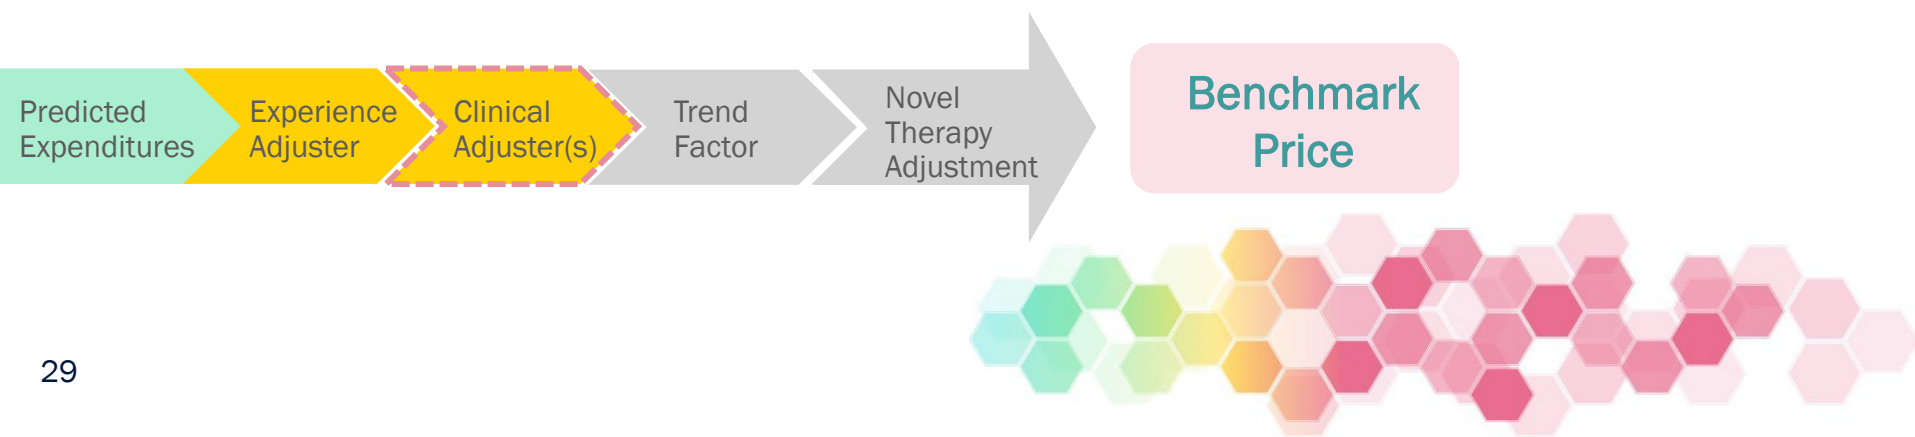 Predicted
Expenditures
Experience
Adjuster
Clinical
Adjuster(s)
Trend
Factor
Novel
Therapy
Adjustment
Benchmark
Price
29